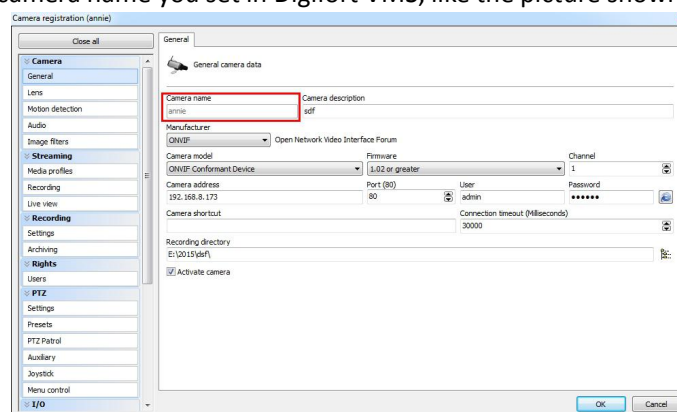 camera name you set in Digifort VMS, like the picture shown
Camera registration (annie)
Close all
Camera
General
Lens
Motion detection
Audio
Image filters
Streaming
Media profiles
Recording
Live view
Recording
Settings
Archiving
Rights
Users
PTZ
Settings
Presets
PTZ Patrol
Auxiliary
Joystick
Menu control
I/O
General
General camera data
Camera name Camera description
annie sdf
Manufacturer
ONVIF Open Network Video Interface Forum
Camera model Firmware Channel
ONVIF Conformant Device 1.02 or greater 1
Camera address Port (80) User Password
192.168.8.173 80 admin ●●●●●●
Camera shortcut Connection timeout (Milliseconds)
30000
Recording directory
E:\2015\dsf\
Activate camera
OK Cancel